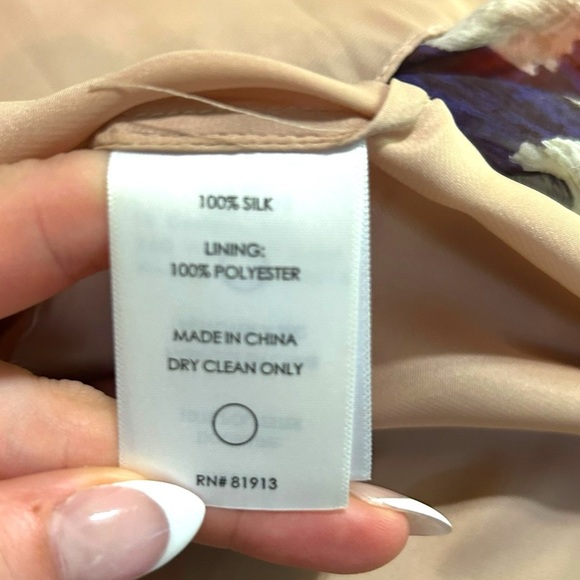 100% SILK
LINING:
100% POLYESTER
MADE IN CHINA
DRY CLEAN ONLY
RN# 81913